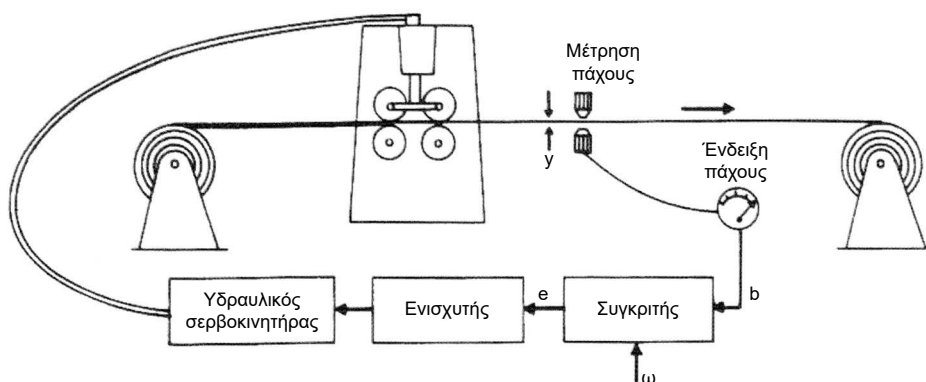 Μέτρηση
πάχους
y
Ένδειξη
πάχους
Υδραυλικός
σερβοκινητήρας
Ενισχυτής
e
Συγκριτής
b
ω